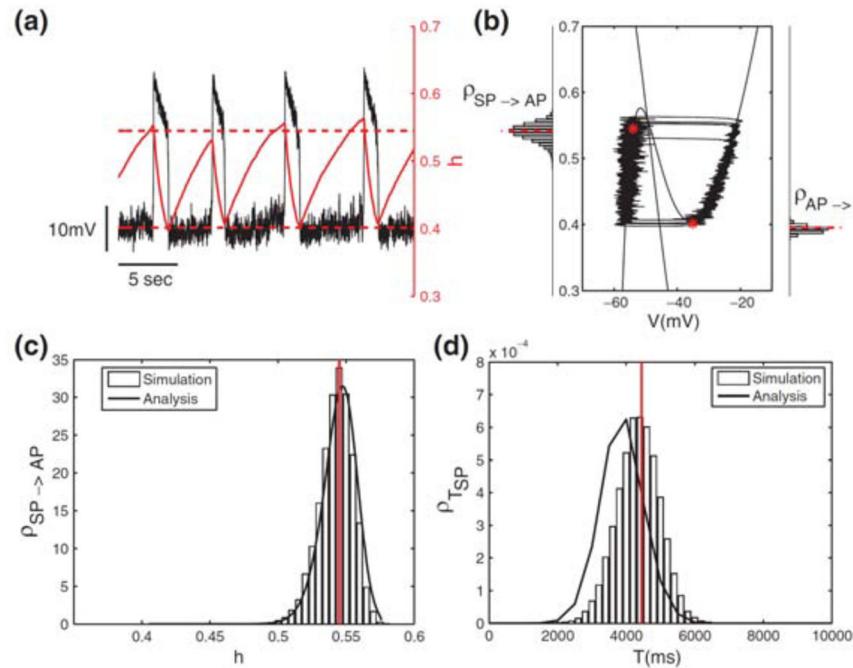 (a)
0.7
0.6
0.5
0.4
0.3
h
10mV
5 sec
(b)
ρSP -> AP
0.7
0.6
0.5
0.4
0.3
−60
−40
−20
V(mV)
ρAP ->
(c)
35
30
25
20
15
10
5
0
ρSP -> AP
Simulation
Analysis
0.4
0.45
0.5
0.55
0.6
h
(d)
x 10⁻⁴
8
7
6
5
4
3
2
1
0
ρTSP
Simulation
Analysis
0
2000
4000
6000
8000
10000
T(ms)